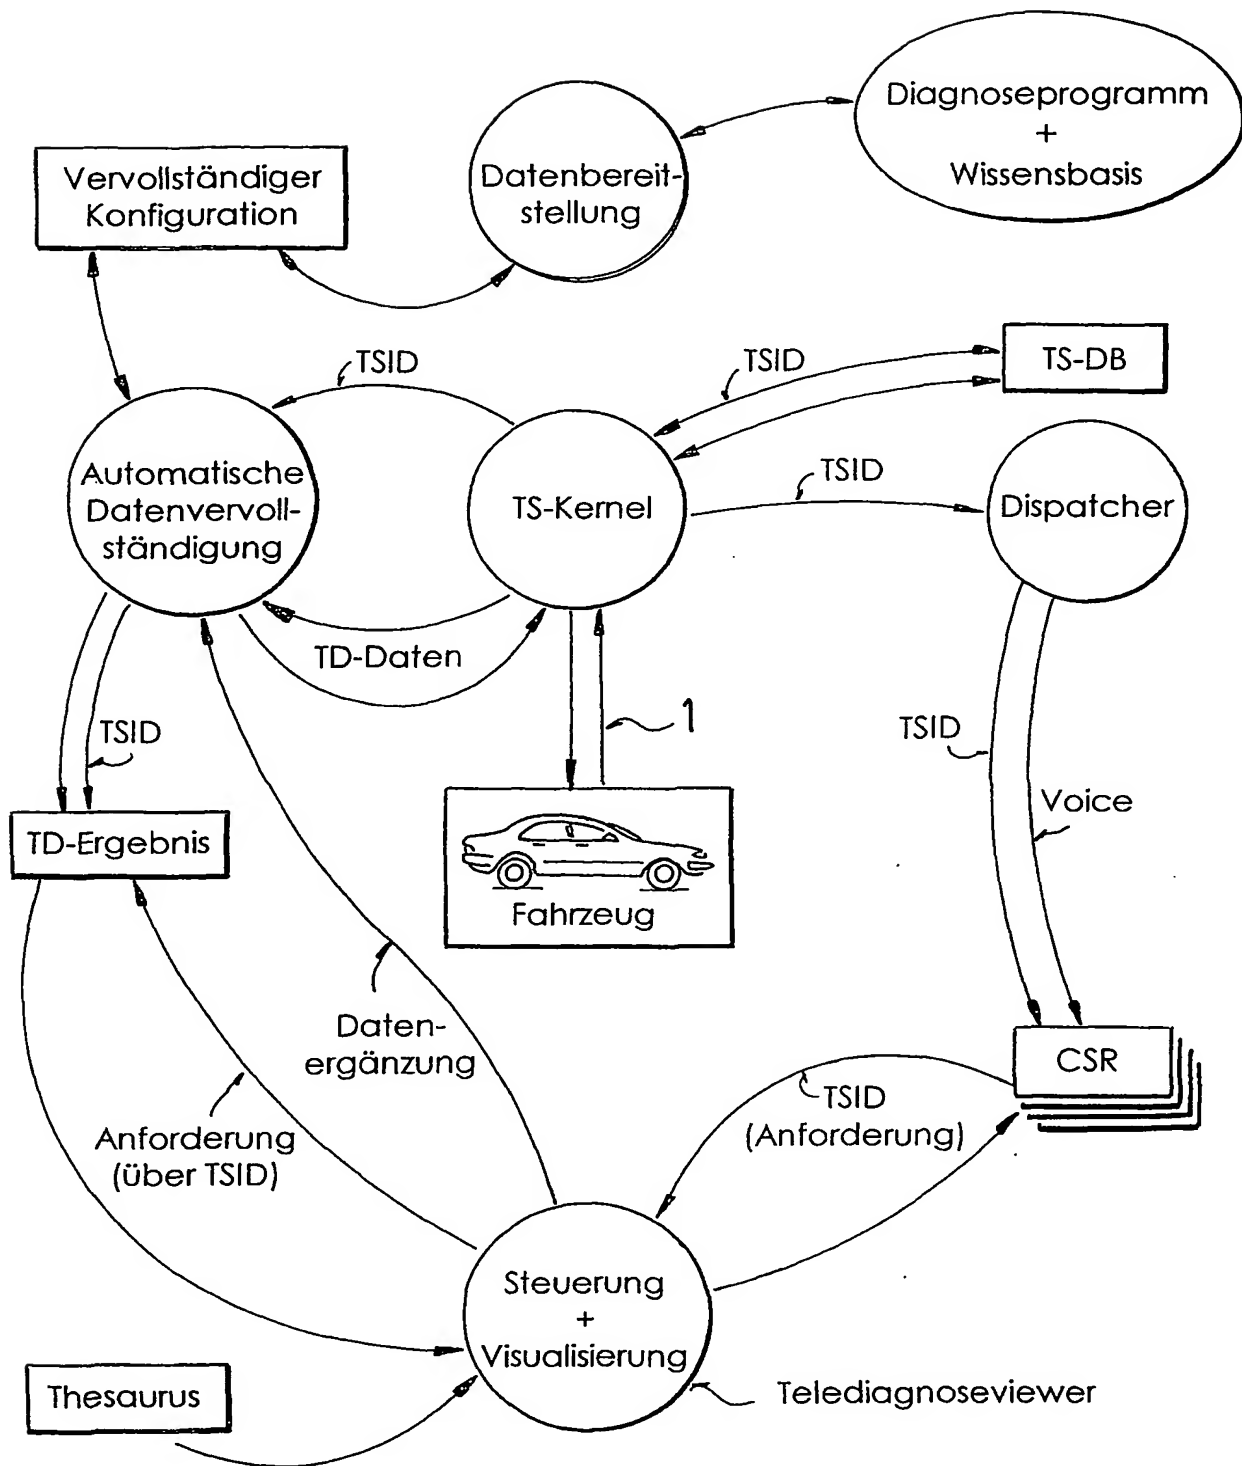 Diagnoseprogramm
+
Wissensbasis
Datenbereit-
stellung
Vervollständiger
Konfiguration
TSID
TSID
TS-DB
Automatische
Datenvervoll-
ständigung
TS-Kernel
TSID
Dispatcher
TD-Daten
1
TSID
TSID
Voice
TD-Ergebnis
Fahrzeug
Daten-
ergänzung
CSR
TSID
(Anforderung)
Anforderung
(über TSID)
Steuerung
+
Visualisierung
Thesaurus
Telediagnoseviewer